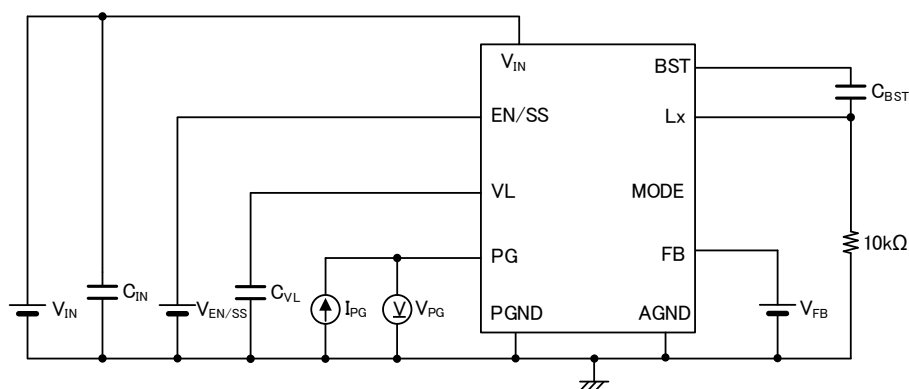 VIN
BST
CBST
EN/SS
Lx
VL
MODE
10kΩ
PG
FB
VIN
CIN
VEN/SS
CVL
IPG
V
VPG
PGND
AGND
VFB